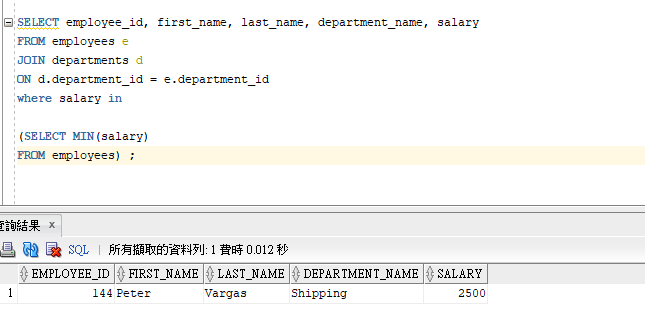 SELECT employee_id, first_name, last_name, department_name, salary
FROM employees e
JOIN departments d
ON d.department_id = e.department_id
where salary in
(SELECT MIN(salary)
FROM employees) ;
查詢結果 x
SQL | 所有擷取的資料列: 1 費時 0.012 秒
EMPLOYEE_ID FIRST_NAME LAST_NAME DEPARTMENT_NAME SALARY
1 144 Peter Vargas Shipping 2500